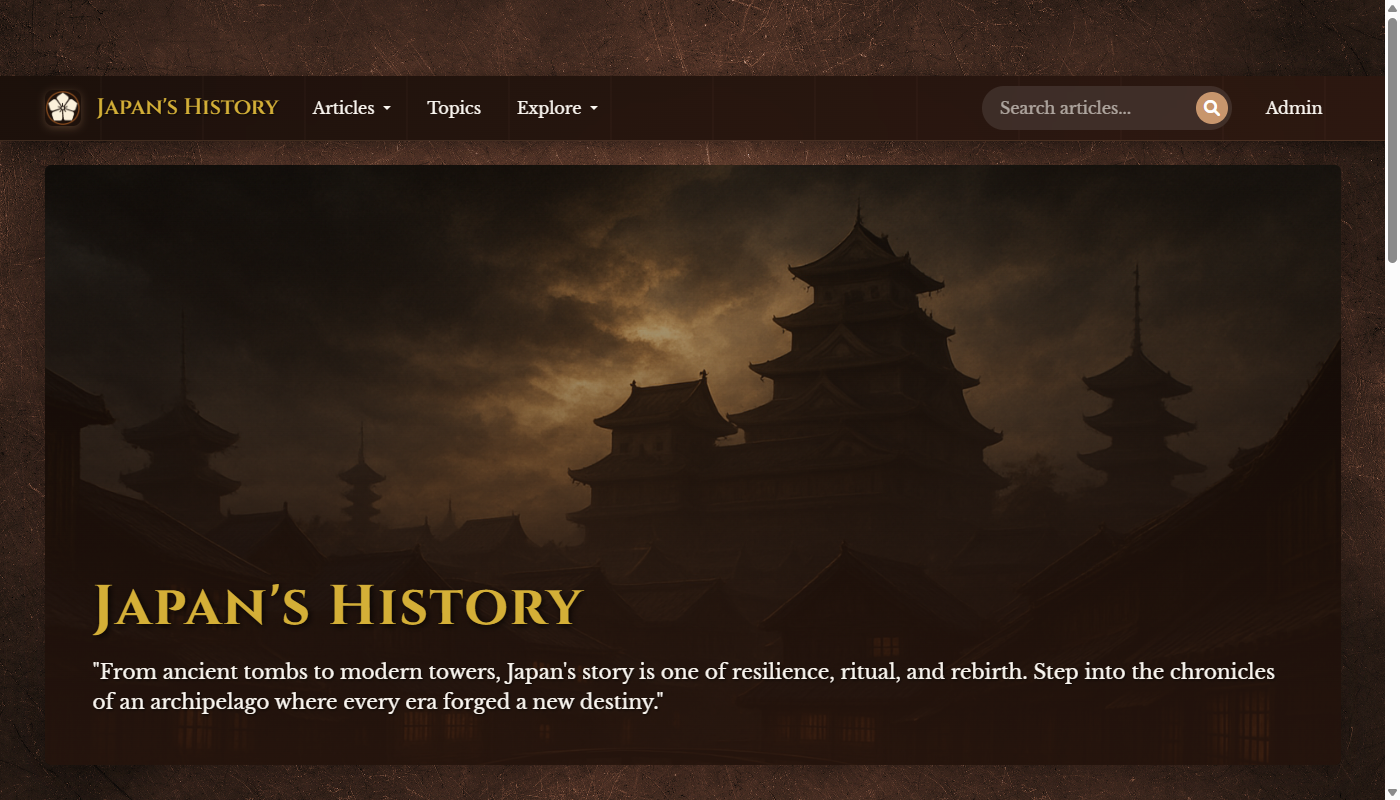 Japan's History
Articles
Topics
Explore
Search articles...
Admin
Japan's History
"From ancient tombs to modern towers, Japan's story is one of resilience, ritual, and rebirth. Step into the chronicles
of an archipelago where every era forged a new destiny."